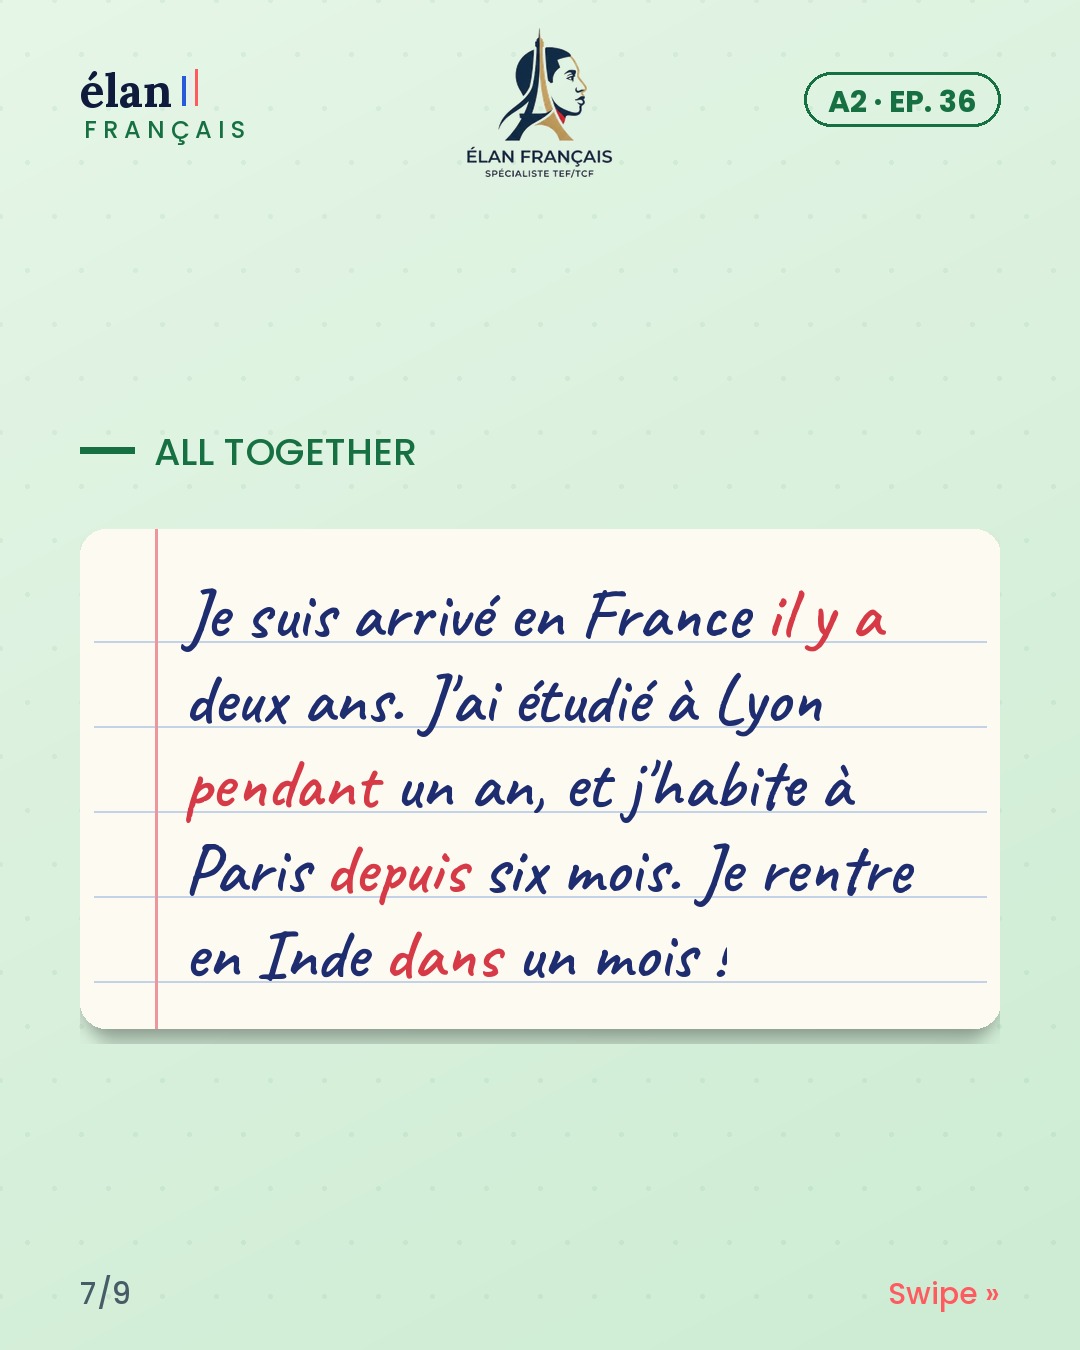 élan
FRANÇAIS
ÉLAN FRANÇAIS
SPÉCIALISTE TEF/TCF
A2 · EP. 36
ALL TOGETHER
Je suis arrivé en France il y a
deux ans. J'ai étudié à Lyon
pendant un an, et j'habite à
Paris depuis six mois. Je rentre
en Inde dans un mois !
7/9
Swipe »